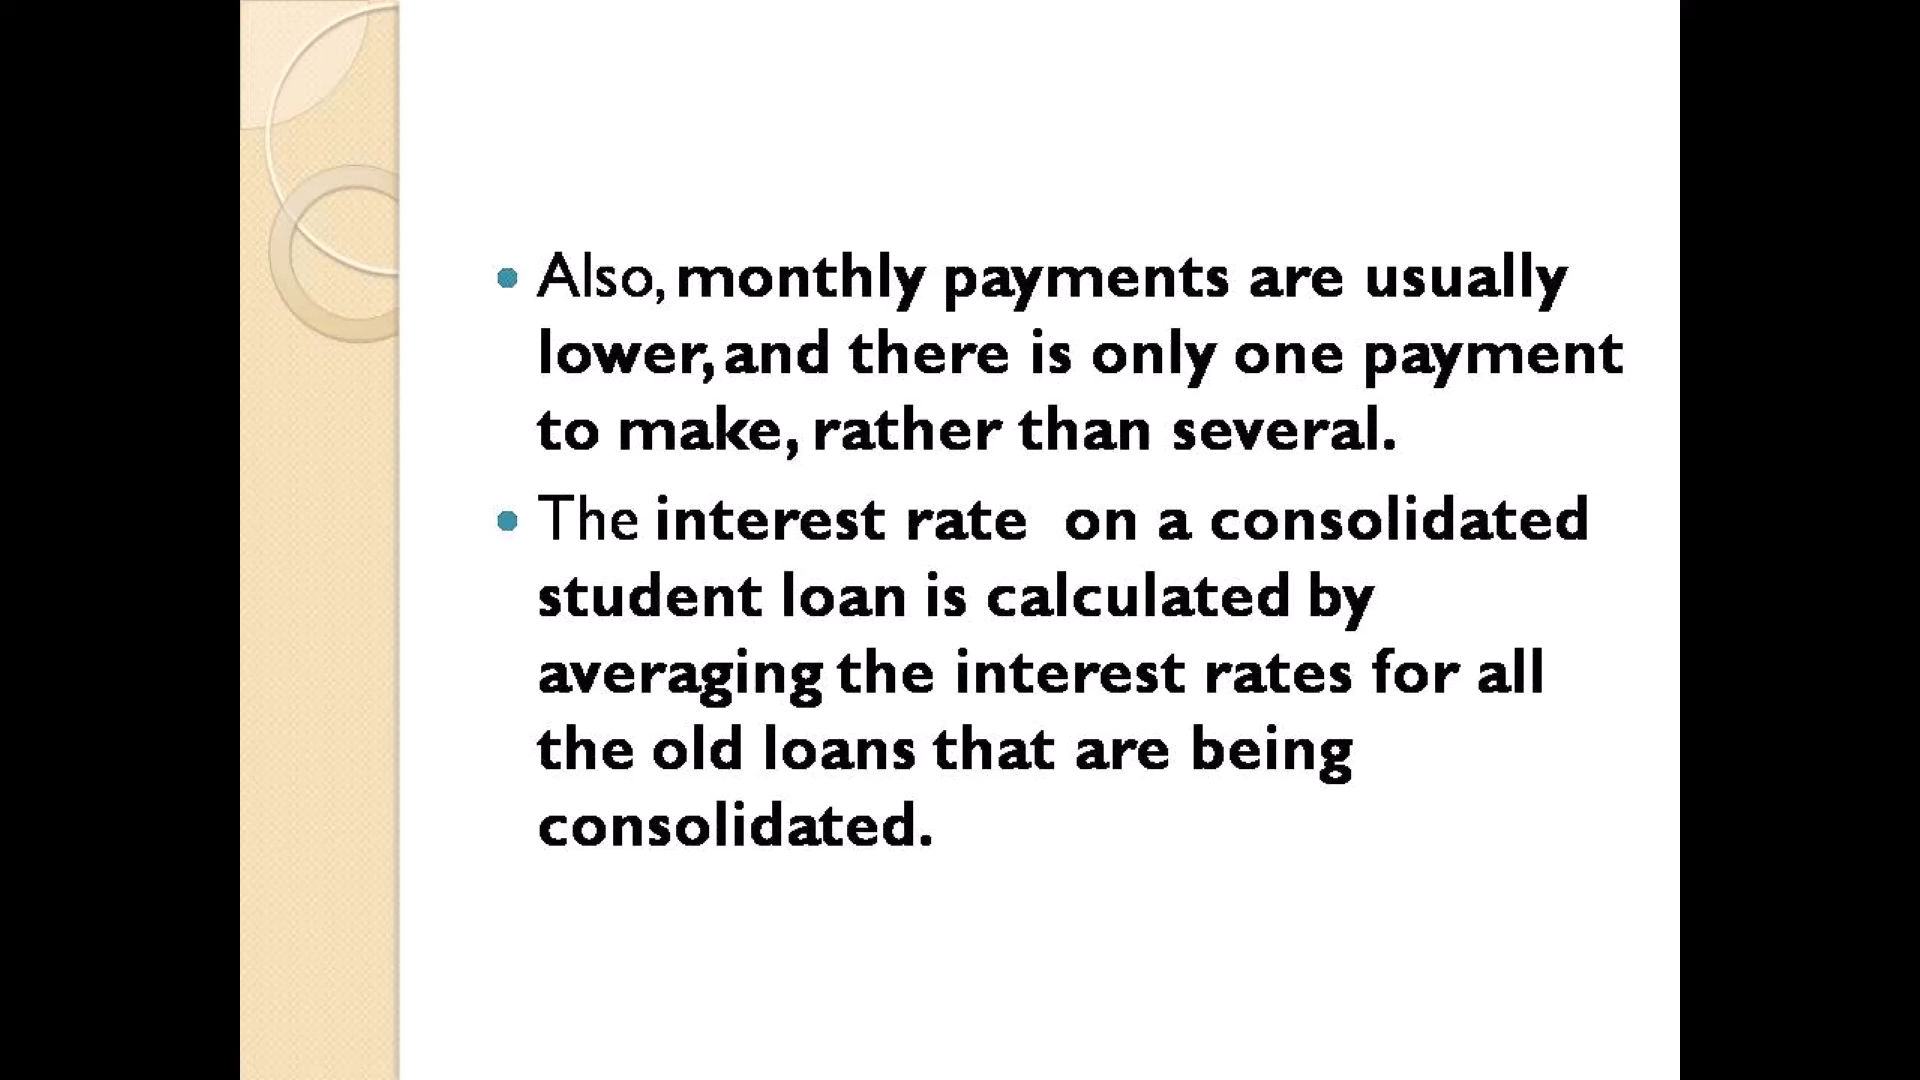 • Also, monthly payments are usually
lower, and there is only one payment
to make, rather than several.
• The interest rate  on a consolidated
student loan is calculated by
averaging the interest rates for all
the old loans that are being
consolidated.